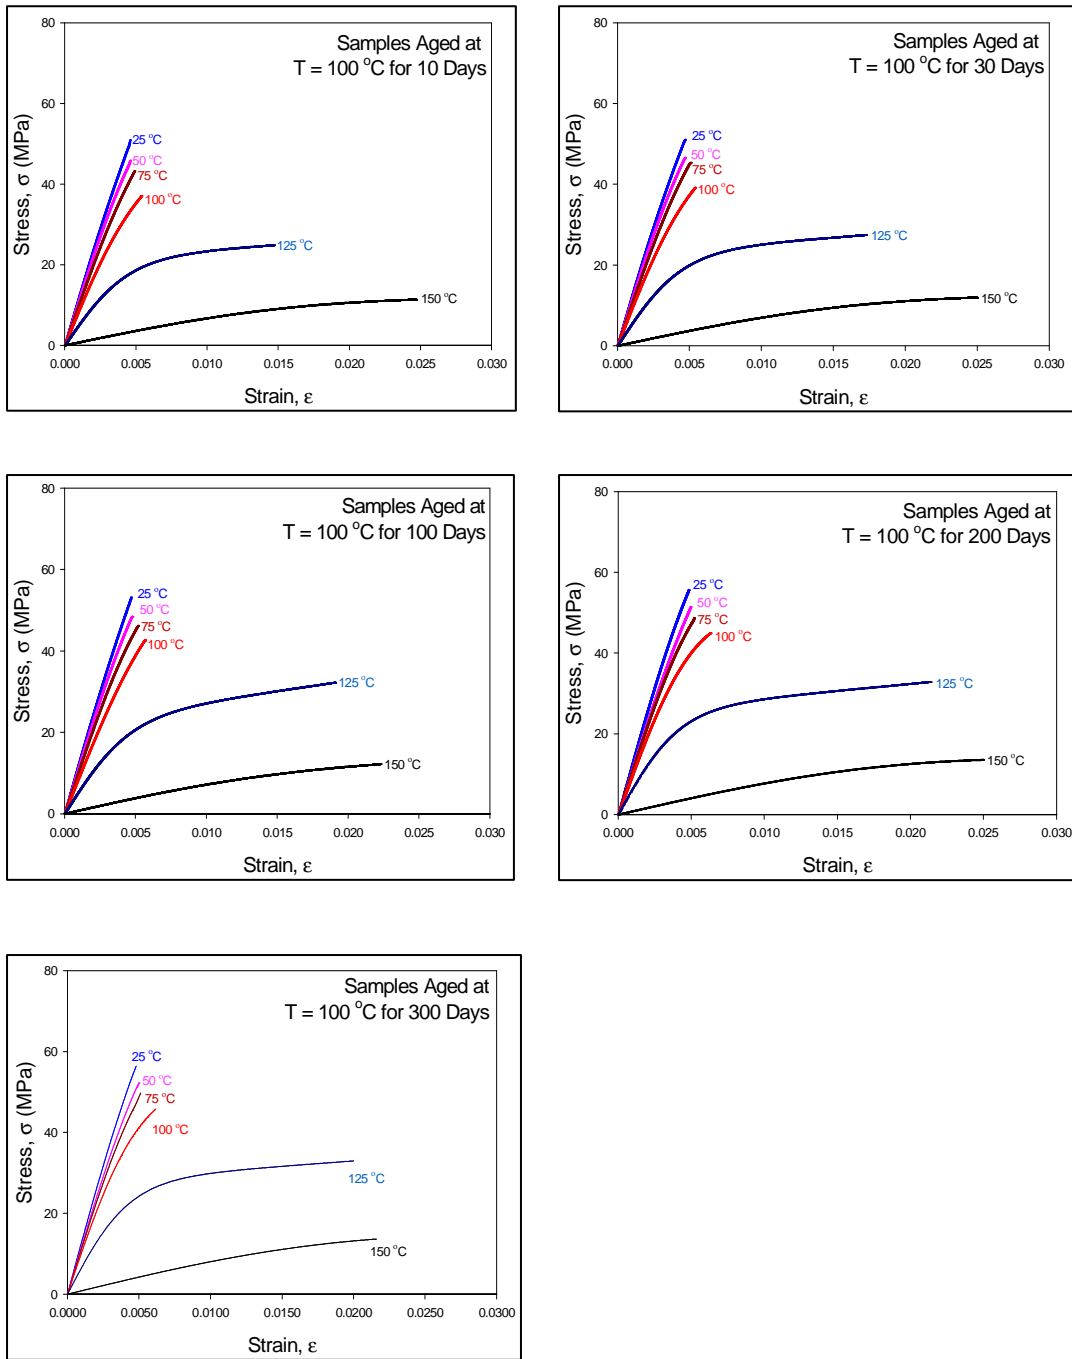 Samples Aged at
T = 100 °C for 10 Days
Stress, σ (MPa)
80
60
40
20
0
25 °C
50 °C
75 °C
100 °C
125 °C
150 °C
0.000 0.005 0.010 0.015 0.020 0.025 0.030
Strain, ε
Samples Aged at
T = 100 °C for 30 Days
Stress, σ (MPa)
80
60
40
20
0
25 °C
50 °C
75 °C
100 °C
125 °C
150 °C
0.000 0.005 0.010 0.015 0.020 0.025 0.030
Strain, ε
Samples Aged at
T = 100 °C for 100 Days
Stress, σ (MPa)
80
60
40
20
0
25 °C
50 °C
75 °C
100 °C
125 °C
150 °C
0.000 0.005 0.010 0.015 0.020 0.025 0.030
Strain, ε
Samples Aged at
T = 100 °C for 200 Days
Stress, σ (MPa)
80
60
40
20
0
25 °C
50 °C
75 °C
100 °C
125 °C
150 °C
0.000 0.005 0.010 0.015 0.020 0.025 0.030
Strain, ε
Samples Aged at
T = 100 °C for 300 Days
Stress, σ (MPa)
80
60
40
20
0
25 °C
50 °C
75 °C
100 °C
125 °C
150 °C
0.0000 0.0050 0.0100 0.0150 0.0200 0.0250 0.0300
Strain, ε